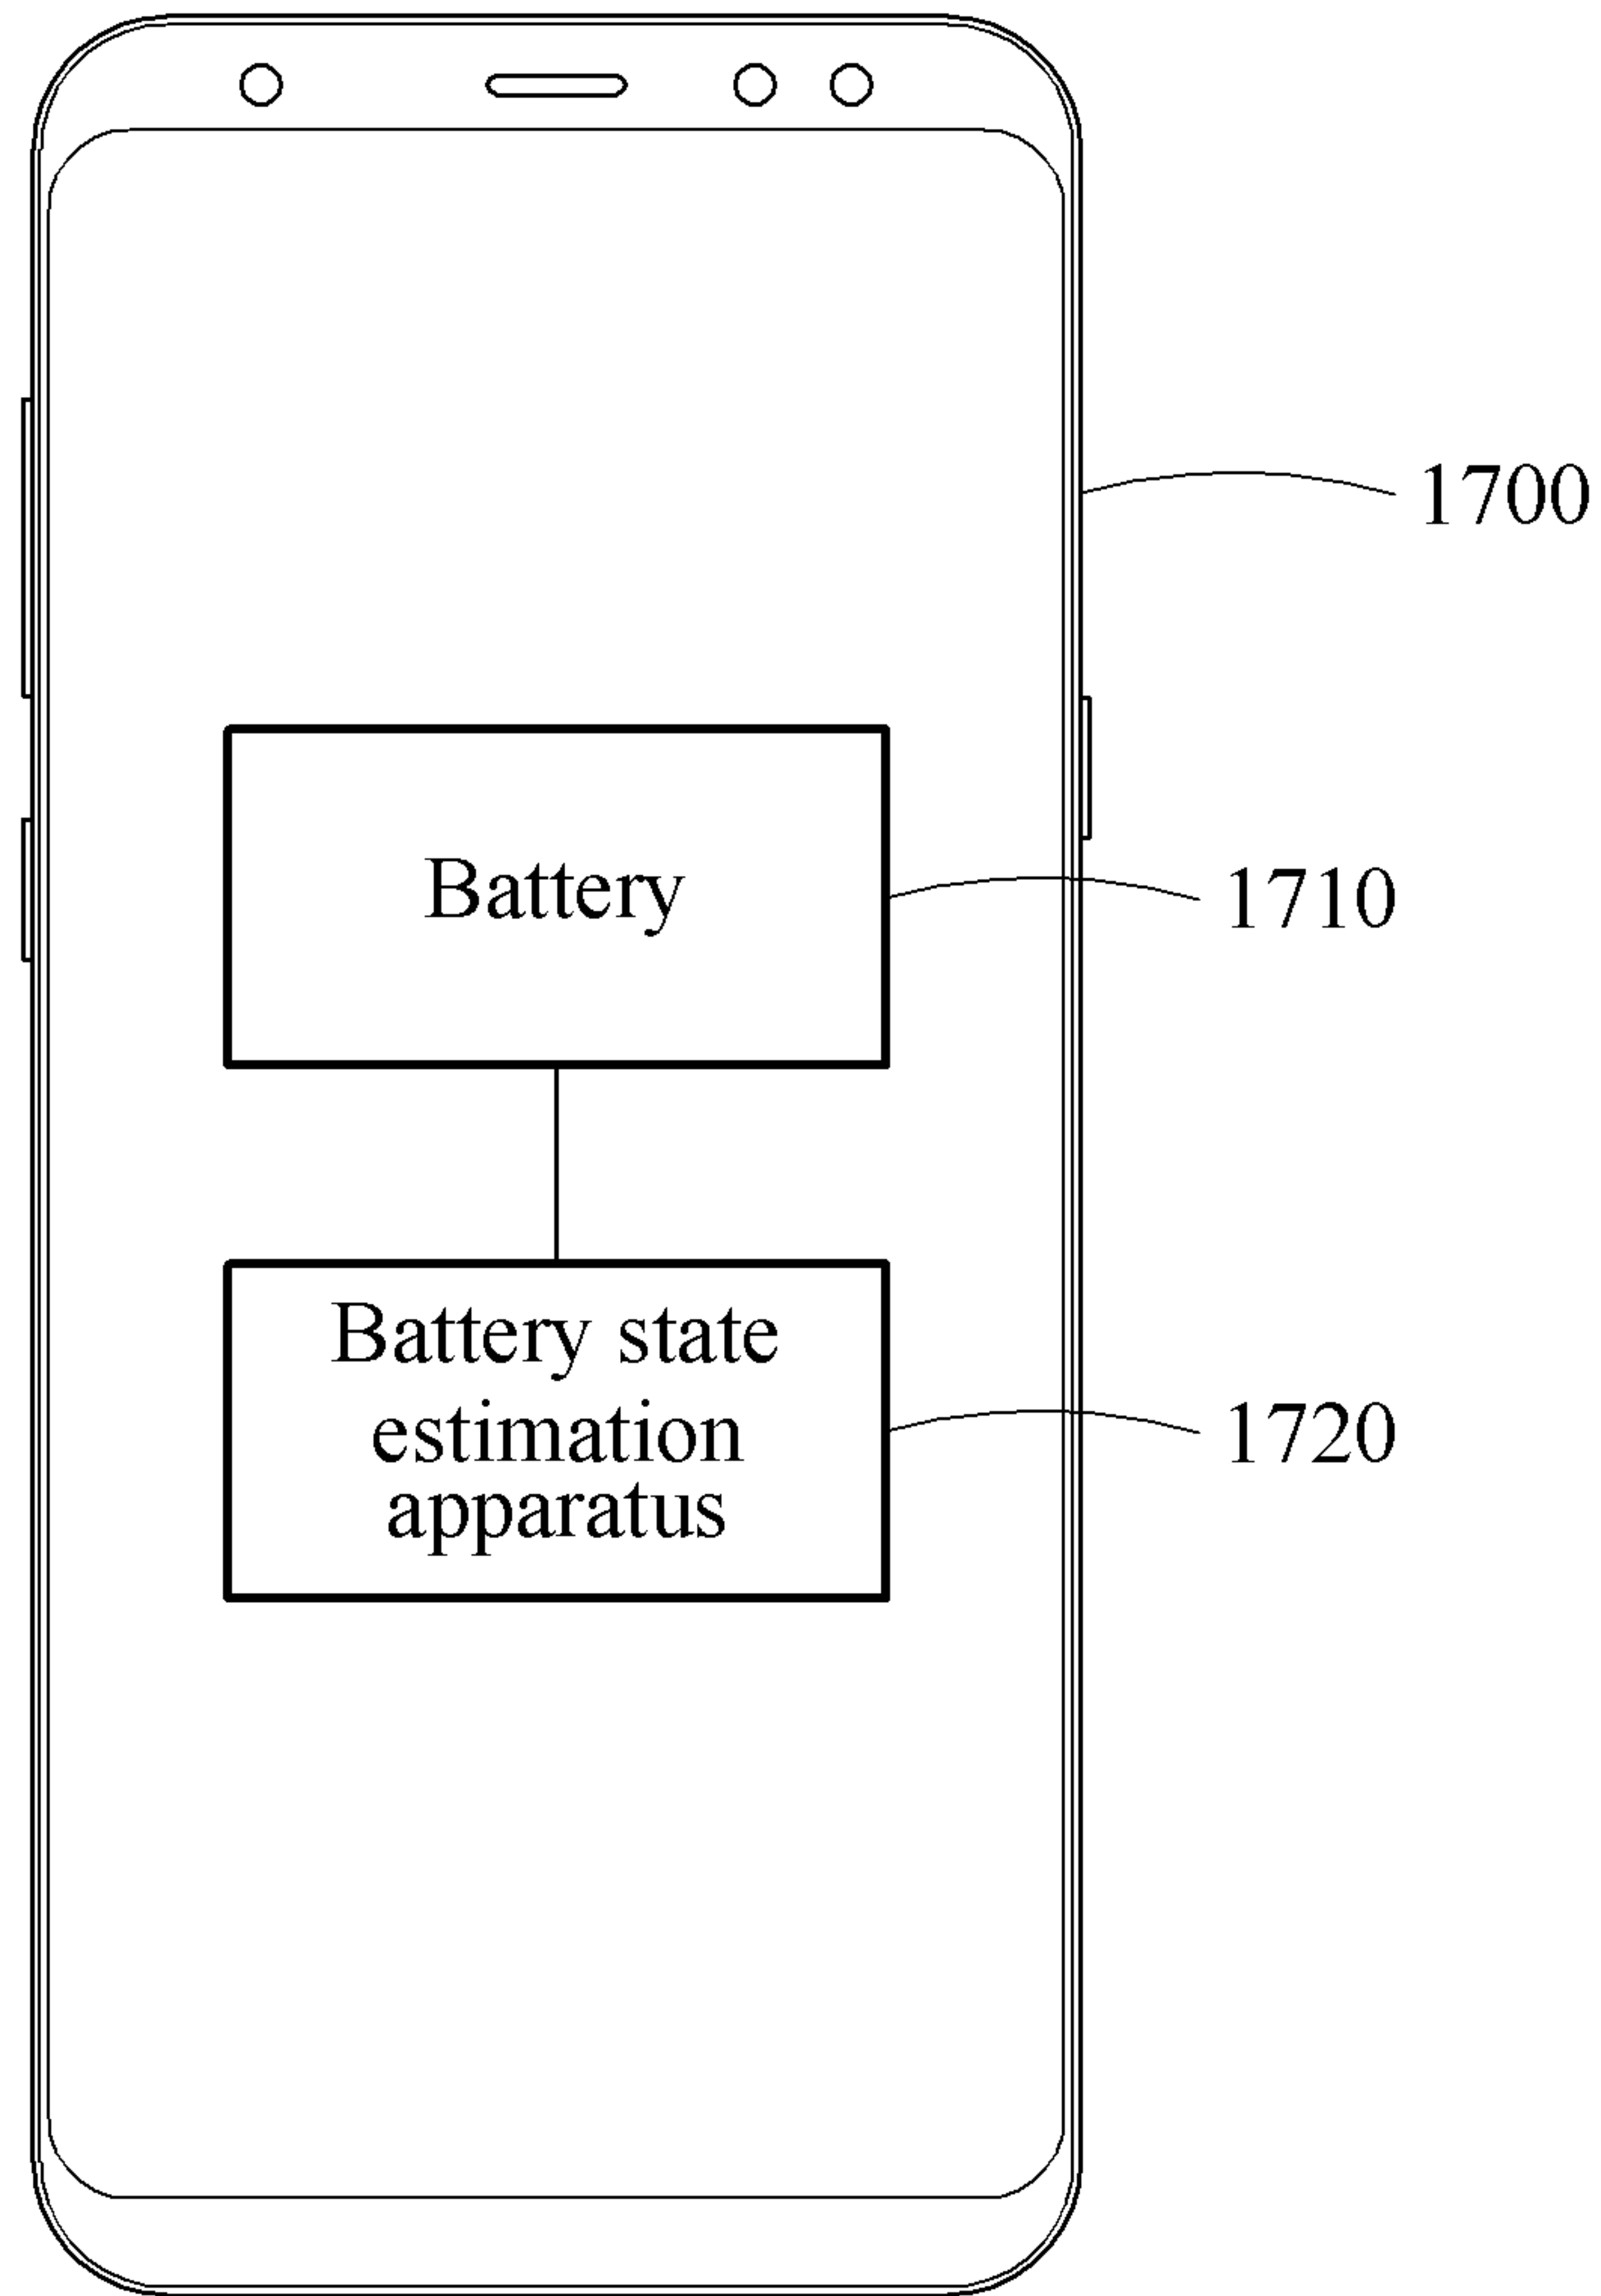 1700
Battery
1710
Battery state
estimation
apparatus
1720